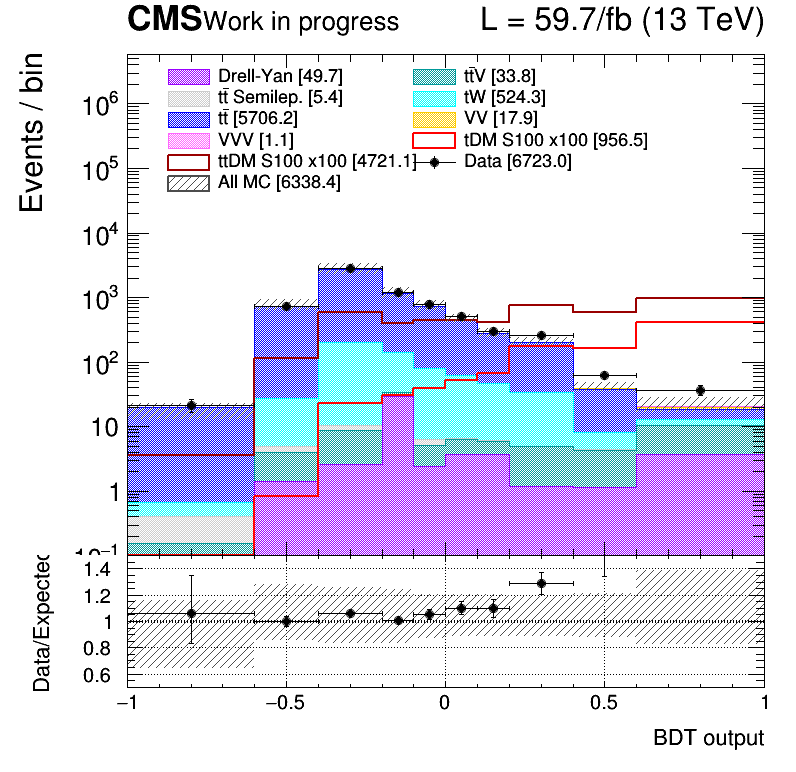 CMS Work in progress L = 59.7/fb (13 TeV)
Events / bin
Drell-Yan [49.7] tt̄V [33.8]
tt̄ Semilep. [5.4] tW [524.3]
tt̄ [5706.2] VV [17.9]
VVV [1.1] tDM S100 x100 [956.5]
ttDM S100 x100 [4721.1] Data [6723.0]
All MC [6338.4]
10⁶
10⁵
10⁴
10³
10²
10
1
10⁻¹
Data/Expected
1.4
1.2
1
0.8
0.6
−1 −0.5 0 0.5 1
BDT output